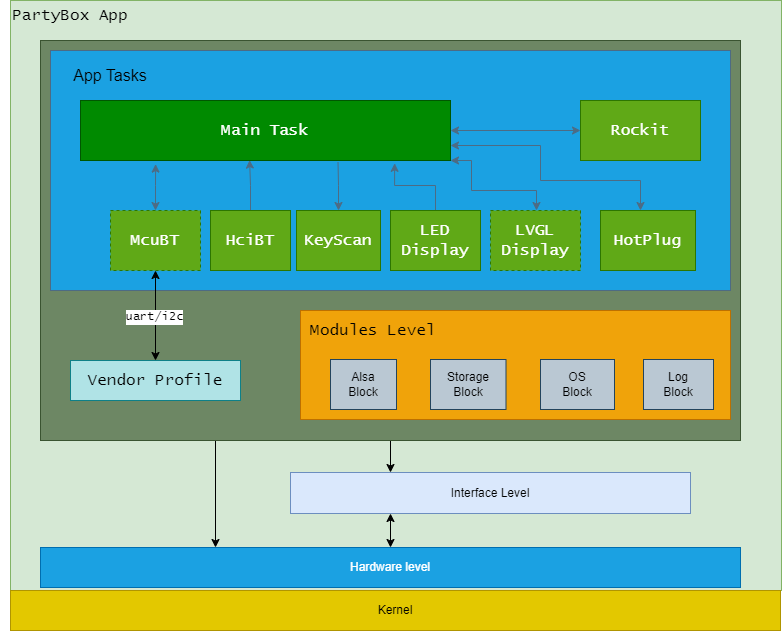 PartyBox App
App Tasks
Main Task
Rockit
McuBT
HciBT
KeyScan
LED
Display
LVGL
Display
HotPlug
uart/i2c
Vendor Profile
Modules Level
Alsa
Block
Storage
Block
OS
Block
Log
Block
Interface Level
Hardware level
Kernel